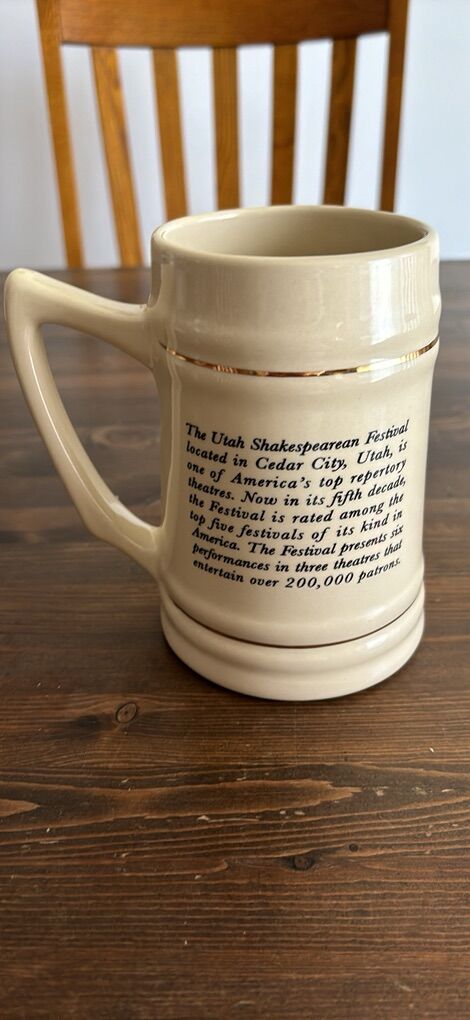 The Utah Shakespearean Festival
located in Cedar City, Utah, is
one of America's top repertory
theatres. Now in its fifth decade,
the Festival is rated among the
top five festivals of its kind in
America. The Festival presents six
performances in three theatres that
entertain over 200,000 patrons.